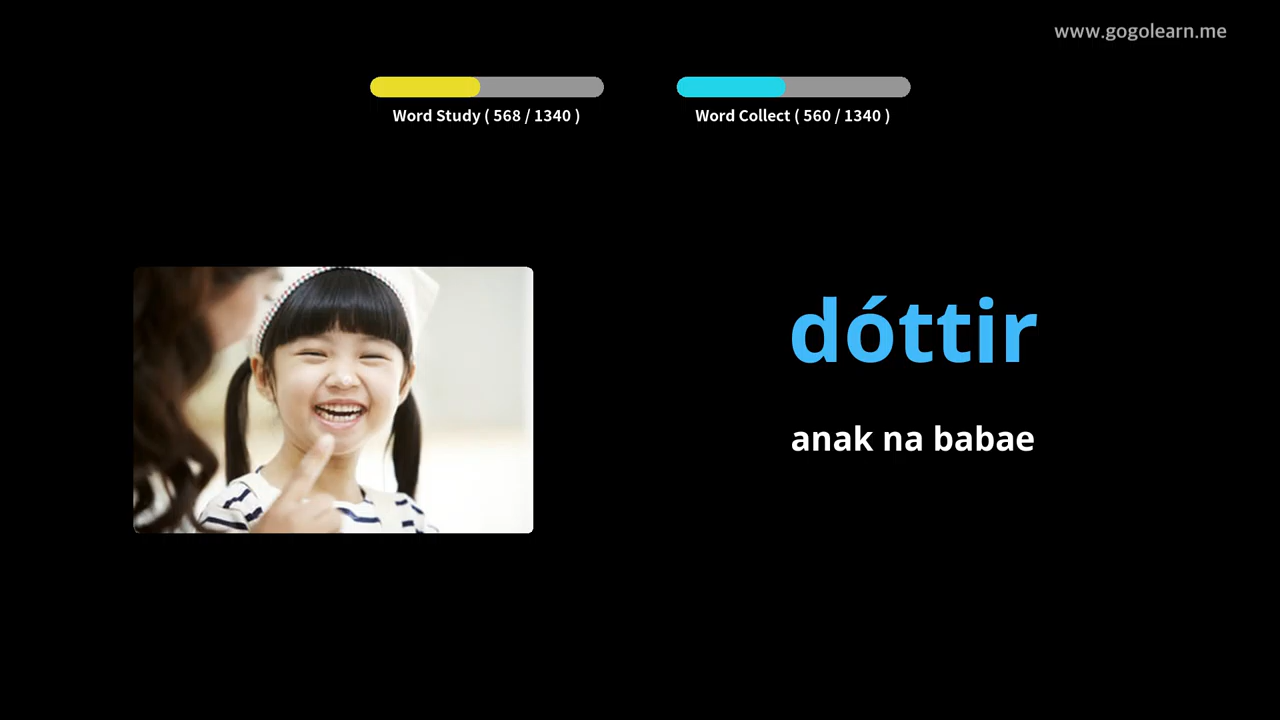 www.gogolearn.me
Word Study ( 568 / 1340 )
Word Collect ( 560 / 1340 )
dóttir
anak na babae